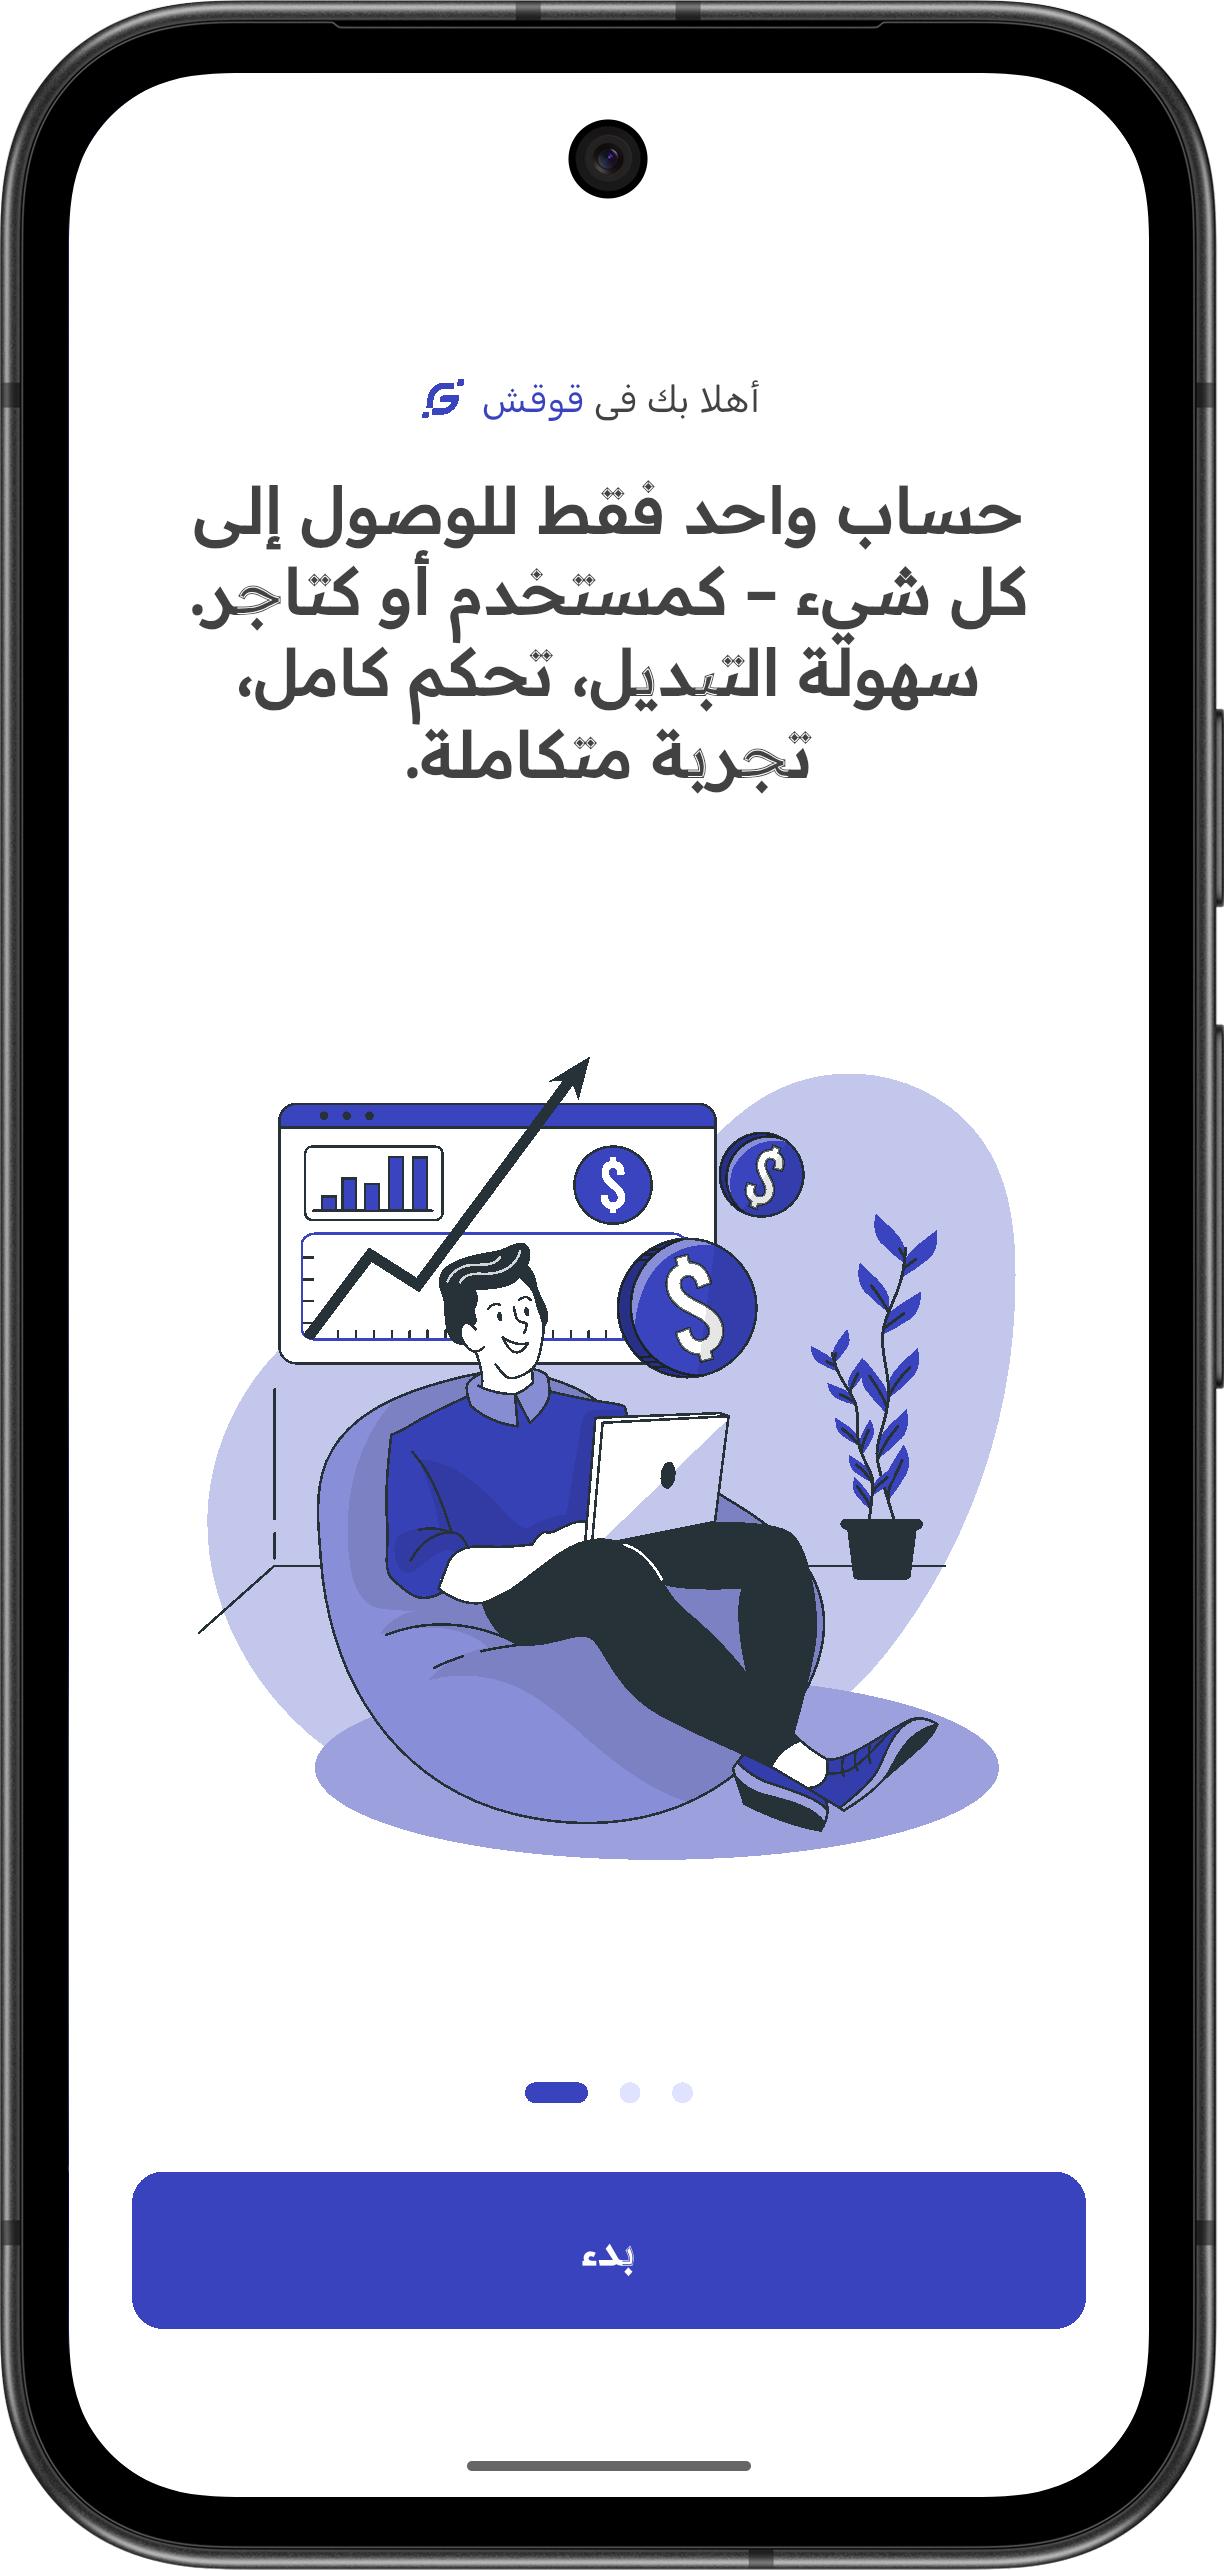 أهلا بك فى قوقش
حساب واحد فقط للوصول إلى
كل شيء – كمستخدم أو كتاجر.
سهولة التبديل، تحكم كامل،
تجربة متكاملة.
$
$
$
بدء